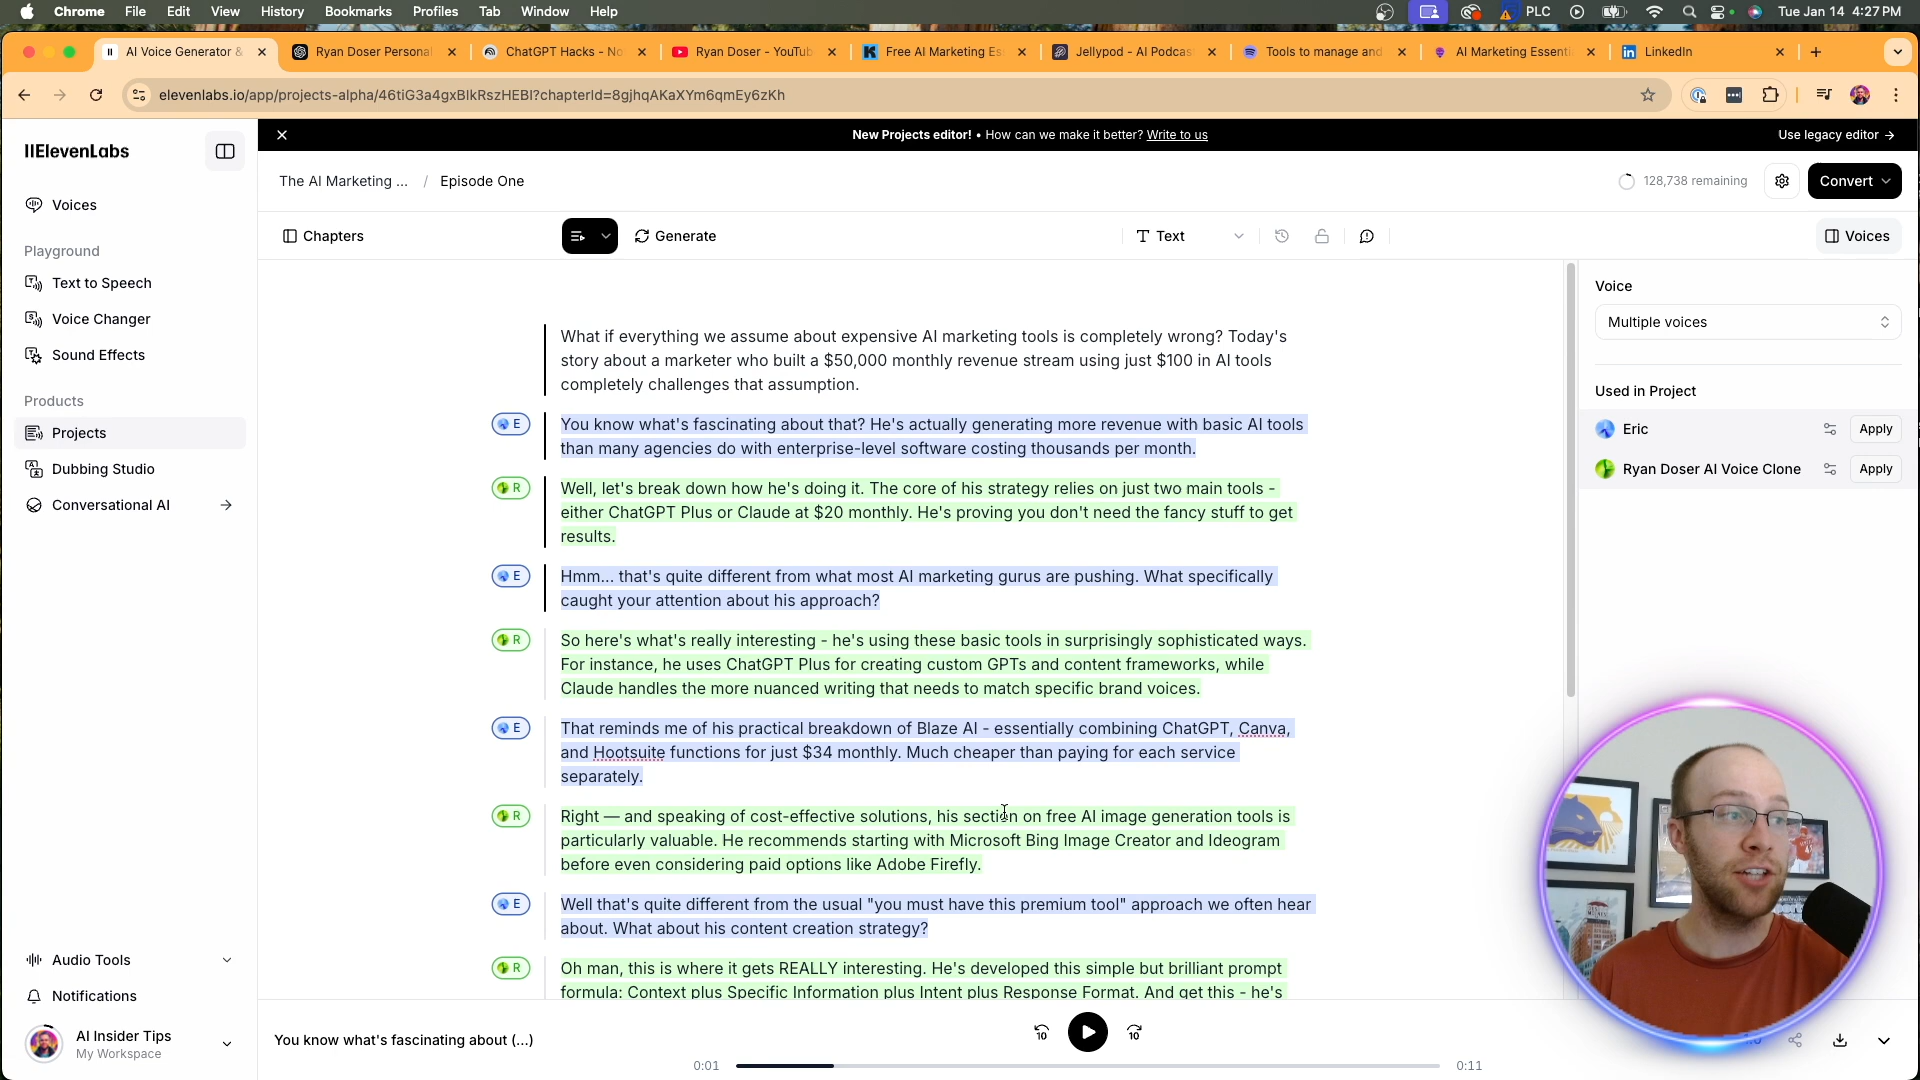 Chrome File Edit View History Bookmarks Profiles Tab Window Help PLC Tue Jan 14 4:27 PM
AI Voice Generator & Ryan Doser Persona ChatGPT Hacks - No Ryan Doser - YouTub Free AI Marketing Es Jellypod - AI Podcas Tools to manage and AI Marketing Essenti LinkedIn
elevenlabs.io/app/projects-alpha/46tiG3a4gxBlkRszHEBl?chapterId=8gjhqAKaXYm6qmEy6zKh
New Projects editor! • How can we make it better? Write to us
Use legacy editor →
IIElevenLabs
The AI Marketing ... / Episode One
128,738 remaining
Convert
Voices
Playground
Text to Speech
Voice Changer
Sound Effects
Products
Projects
Dubbing Studio
Conversational AI
Audio Tools
Notifications
AI Insider Tips
My Workspace
Chapters
Generate
Text
Voices
What if everything we assume about expensive AI marketing tools is completely wrong? Today's
story about a marketer who built a $50,000 monthly revenue stream using just $100 in AI tools
completely challenges that assumption.
E
You know what's fascinating about that? He's actually generating more revenue with basic AI tools
than many agencies do with enterprise-level software costing thousands per month.
R
Well, let's break down how he's doing it. The core of his strategy relies on just two main tools -
either ChatGPT Plus or Claude at $20 monthly. He's proving you don't need the fancy stuff to get
results.
E
Hmm... that's quite different from what most AI marketing gurus are pushing. What specifically
caught your attention about his approach?
R
So here's what's really interesting - he's using these basic tools in surprisingly sophisticated ways.
For instance, he uses ChatGPT Plus for creating custom GPTs and content frameworks, while
Claude handles the more nuanced writing that needs to match specific brand voices.
E
That reminds me of his practical breakdown of Blaze AI - essentially combining ChatGPT, Canva,
and Hootsuite functions for just $34 monthly. Much cheaper than paying for each service
separately.
R
Right — and speaking of cost-effective solutions, his section on free AI image generation tools is
particularly valuable. He recommends starting with Microsoft Bing Image Creator and Ideogram
before even considering paid options like Adobe Firefly.
E
Well that's quite different from the usual "you must have this premium tool" approach we often hear
about. What about his content creation strategy?
R
Oh man, this is where it gets REALLY interesting. He's developed this simple but brilliant prompt
formula: Context plus Specific Information plus Intent plus Response Format. And get this - he's
Voice
Multiple voices
Used in Project
Eric
Apply
Ryan Doser AI Voice Clone
Apply
You know what's fascinating about (...)
10
10
0:01
0:11